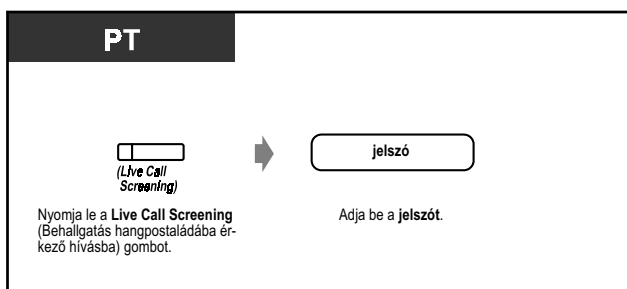 PT
jelszó
(Live Call
Screening)
Nyomja le a Live Call Screening
(Behallgatás hangpostaládába ér-
kező hívásba) gombot.
Adja be a jelszót.